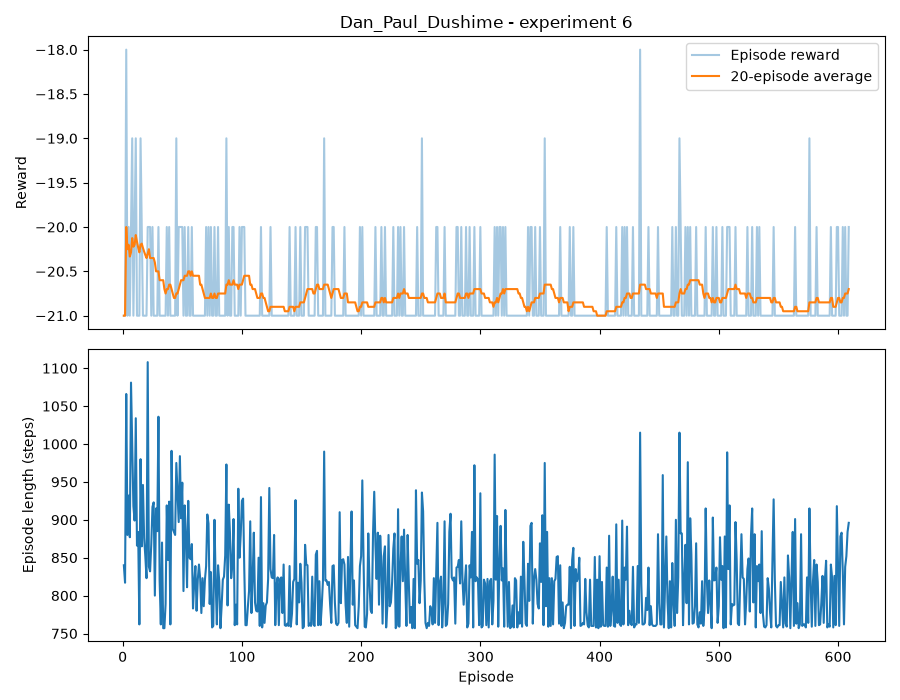 Dan_Paul_Dushime - experiment 6
−18.0
−18.5
−19.0
−19.5
−20.0
−20.5
−21.0
Reward
Episode reward
20-episode average
1100
1050
1000
950
900
850
800
750
Episode length (steps)
0 100 200 300 400 500 600
Episode